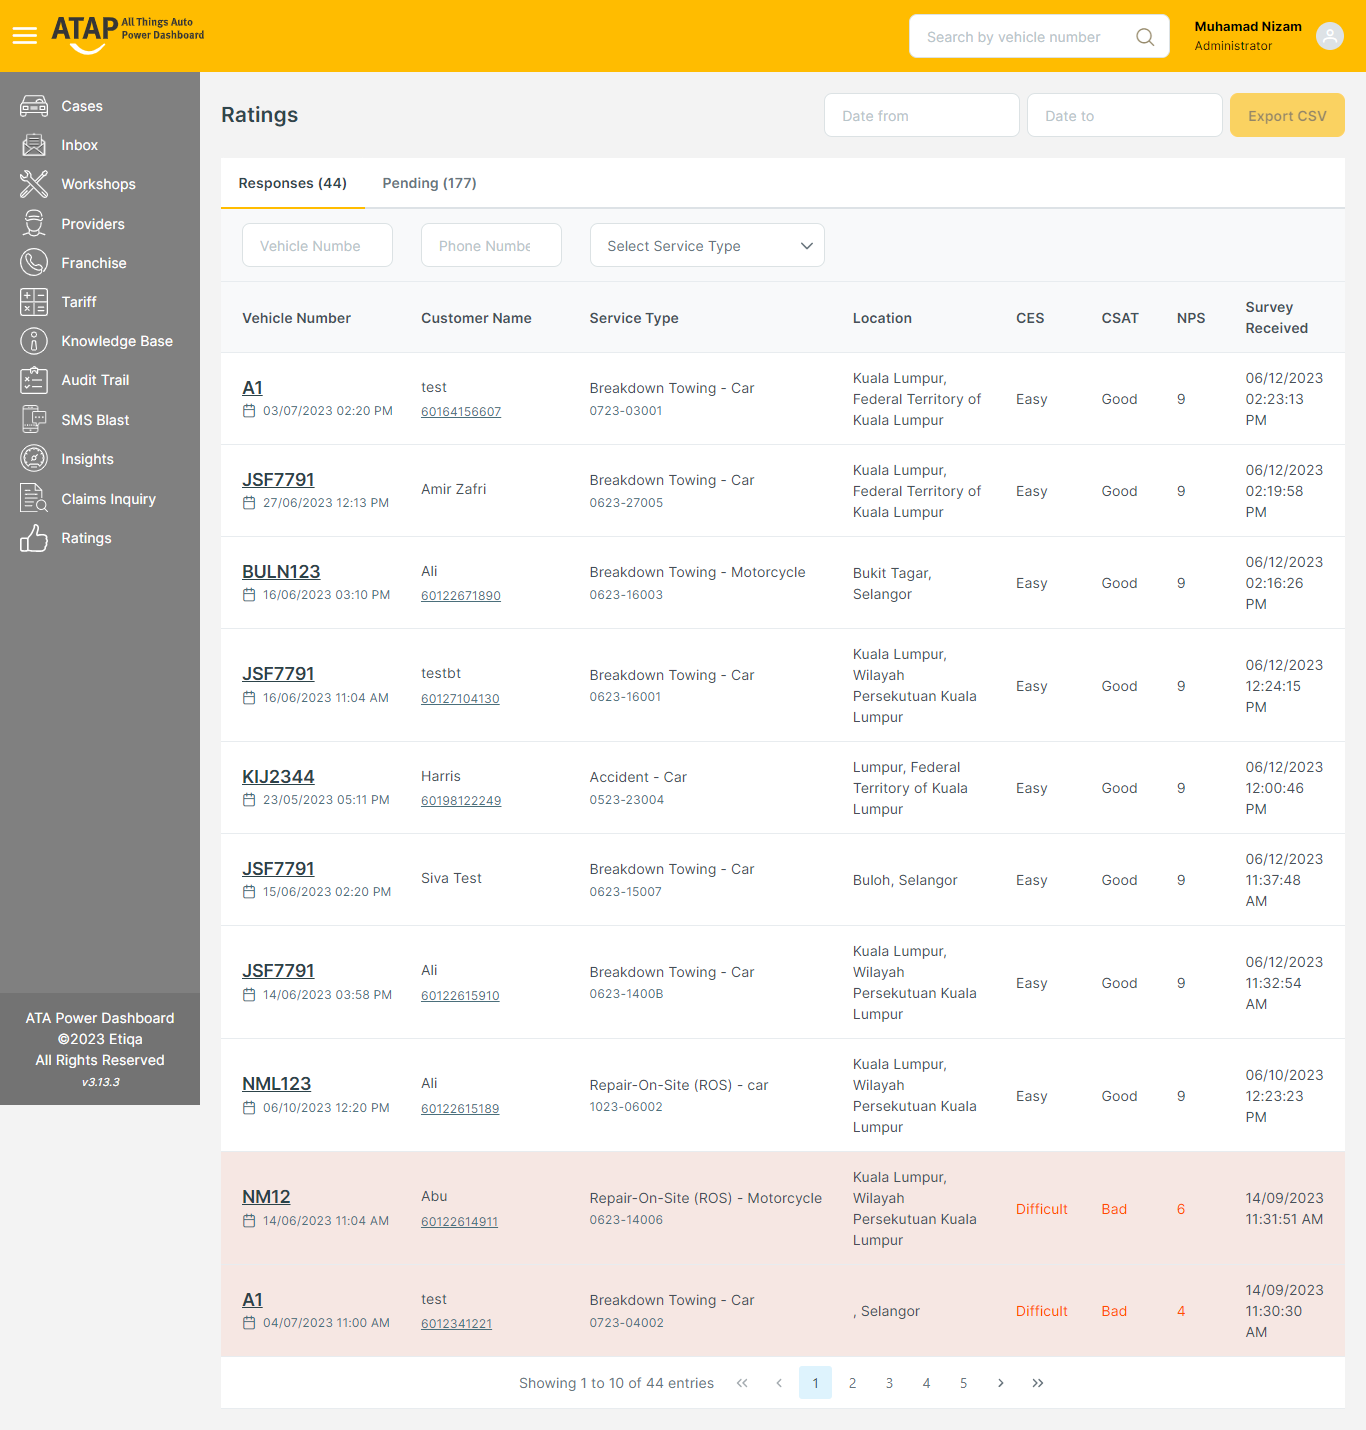 ATAP All Things Auto
Power Dashboard
Search by vehicle number
Muhamad Nizam
Administrator
Cases
Inbox
Workshops
Providers
Franchise
Tariff
Knowledge Base
Audit Trail
SMS Blast
Insights
Claims Inquiry
Ratings
ATA Power Dashboard
©2023 Etiqa
All Rights Reserved
v3.13.3
Ratings
Date from
Date to
Export CSV
Responses (44)
Pending (177)
Vehicle Numbe
Phone Numbe
Select Service Type
Vehicle Number
Customer Name
Service Type
Location
CES
CSAT
NPS
Survey
Received
A1
03/07/2023 02:20 PM
test
60164156607
Breakdown Towing - Car
0723-03001
Kuala Lumpur,
Federal Territory of
Kuala Lumpur
Easy
Good
9
06/12/2023
02:23:13
PM
JSF7791
27/06/2023 12:13 PM
Amir Zafri
Breakdown Towing - Car
0623-27005
Kuala Lumpur,
Federal Territory of
Kuala Lumpur
Easy
Good
9
06/12/2023
02:19:58
PM
BULN123
16/06/2023 03:10 PM
Ali
60122671890
Breakdown Towing - Motorcycle
0623-16003
Bukit Tagar,
Selangor
Easy
Good
9
06/12/2023
02:16:26
PM
JSF7791
16/06/2023 11:04 AM
testbt
60127104130
Breakdown Towing - Car
0623-16001
Kuala Lumpur,
Wilayah
Persekutuan Kuala
Lumpur
Easy
Good
9
06/12/2023
12:24:15
PM
KIJ2344
23/05/2023 05:11 PM
Harris
60198122249
Accident - Car
0523-23004
Lumpur, Federal
Territory of Kuala
Lumpur
Easy
Good
9
06/12/2023
12:00:46
PM
JSF7791
15/06/2023 02:20 PM
Siva Test
Breakdown Towing - Car
0623-15007
Buloh, Selangor
Easy
Good
9
06/12/2023
11:37:48
AM
JSF7791
14/06/2023 03:58 PM
Ali
60122615910
Breakdown Towing - Car
0623-1400B
Kuala Lumpur,
Wilayah
Persekutuan Kuala
Lumpur
Easy
Good
9
06/12/2023
11:32:54
AM
NML123
06/10/2023 12:20 PM
Ali
60122615189
Repair-On-Site (ROS) - car
1023-06002
Kuala Lumpur,
Wilayah
Persekutuan Kuala
Lumpur
Easy
Good
9
06/10/2023
12:23:23
PM
NM12
14/06/2023 11:04 AM
Abu
60122614911
Repair-On-Site (ROS) - Motorcycle
0623-14006
Kuala Lumpur,
Wilayah
Persekutuan Kuala
Lumpur
Difficult
Bad
6
14/09/2023
11:31:51 AM
A1
04/07/2023 11:00 AM
test
6012341221
Breakdown Towing - Car
0723-04002
, Selangor
Difficult
Bad
4
14/09/2023
11:30:30
AM
Showing 1 to 10 of 44 entries
1
2
3
4
5